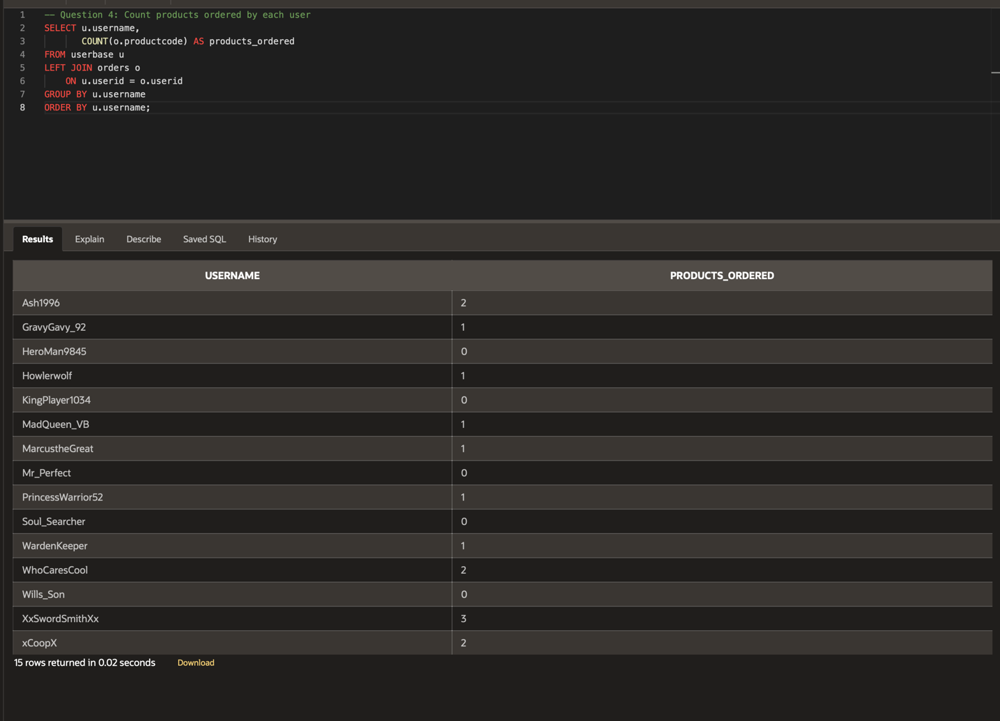 1 -- Question 4: Count products ordered by each user
2 SELECT u.username,
3 COUNT(o.productcode) AS products_ordered
4 FROM userbase u
5 LEFT JOIN orders o
6 ON u.userid = o.userid
7 GROUP BY u.username
8 ORDER BY u.username;
Results Explain Describe Saved SQL History
USERNAME PRODUCTS_ORDERED
Ash1996 2
GravyGavy_92 1
HeroMan9845 0
Howlerwolf 1
KingPlayer1034 0
MadQueen_VB 1
MarcustheGreat 1
Mr_Perfect 0
PrincessWarrior52 1
Soul_Searcher 0
WardenKeeper 1
WhoCaresCool 2
Wills_Son 0
XxSwordSmithXx 3
xCoopX 2
15 rows returned in 0.02 seconds Download